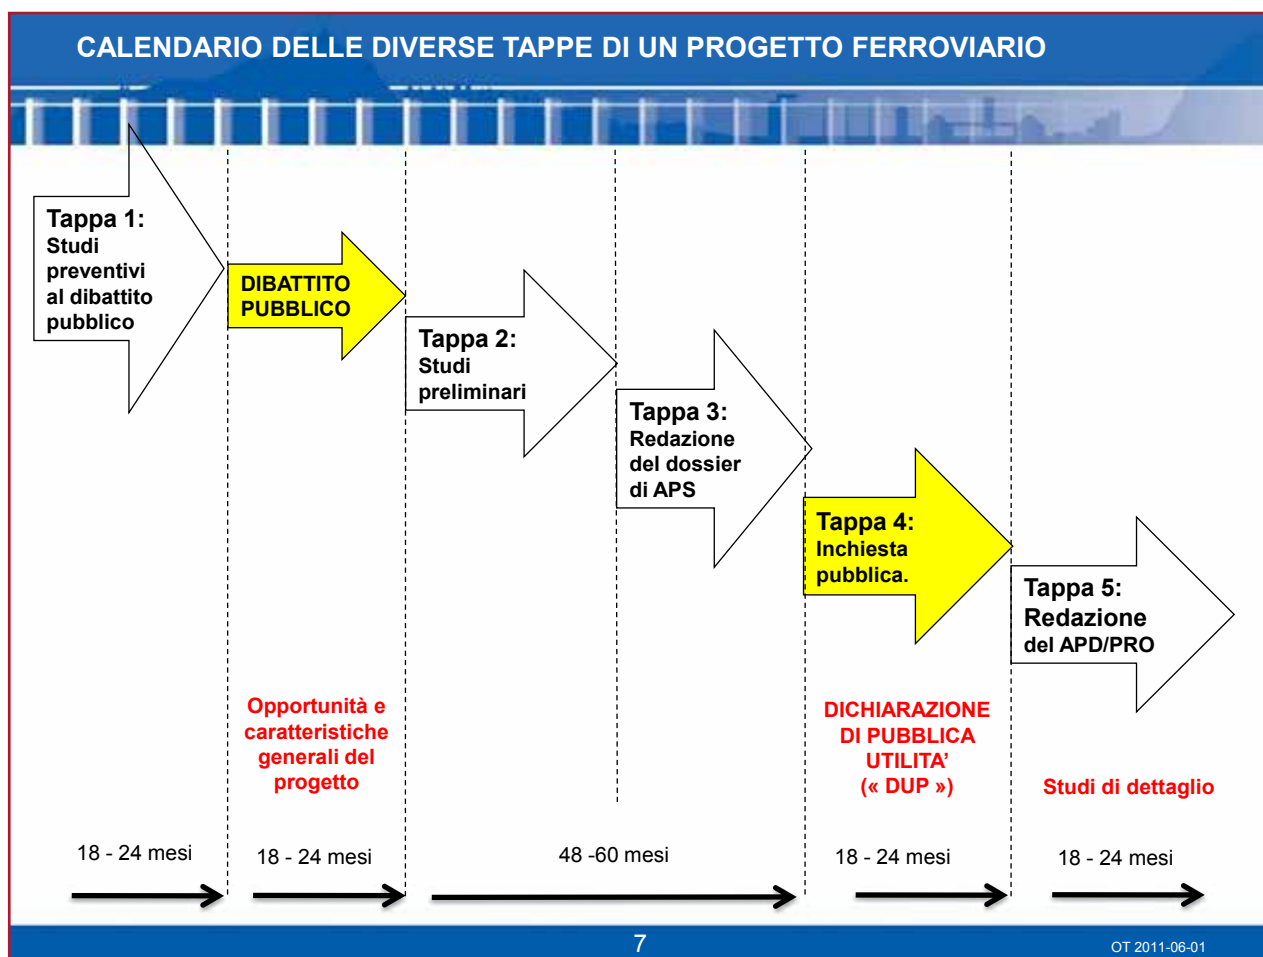 CALENDARIO DELLE DIVERSE TAPPE DI UN PROGETTO FERROVIARIO
Tappa 1:
Studi
preventivi
al dibattito
pubblico
DIBATTITO
PUBBLICO
Tappa 2:
Studi
preliminari
Tappa 3:
Redazione
del dossier
di APS
Tappa 4:
Inchiesta
pubblica.
Tappa 5:
Redazione
del APD/PRO
Opportunità e
caratteristiche
generali del
progetto
DICHIARAZIONE
DI PUBBLICA
UTILITA’
(« DUP »)
Studi di dettaglio
18 - 24 mesi
18 - 24 mesi
48 -60 mesi
18 - 24 mesi
18 - 24 mesi
7
OT 2011-06-01